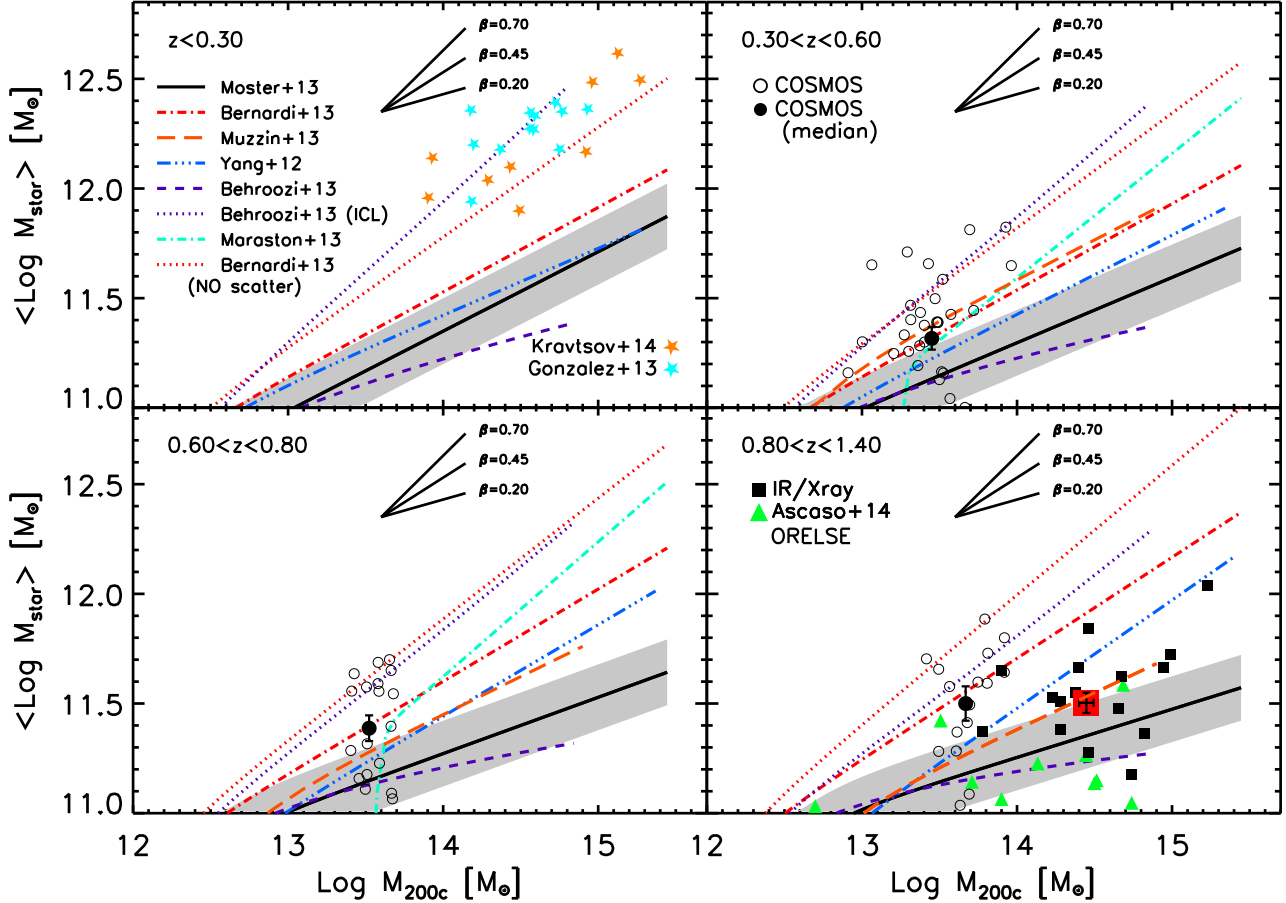 z<0.30
β=0.70
β=0.45
β=0.20
Moster+13
Bernardi+13
Muzzin+13
Yang+12
Behroozi+13
Behroozi+13 (ICL)
Maraston+13
Bernardi+13
(NO scatter)
Kravtsov+14
Gonzalez+13
<Log M_star> [M_⊙]
12.5
12.0
11.5
11.0
0.30<z<0.60
β=0.70
β=0.45
β=0.20
COSMOS
COSMOS
(median)
0.60<z<0.80
β=0.70
β=0.45
β=0.20
<Log M_star> [M_⊙]
12.5
12.0
11.5
11.0
12 13 14 15
Log M_200c [M_⊙]
0.80<z<1.40
β=0.70
β=0.45
β=0.20
IR/Xray
Ascaso+14
ORELSE
13 14 15
Log M_200c [M_⊙]